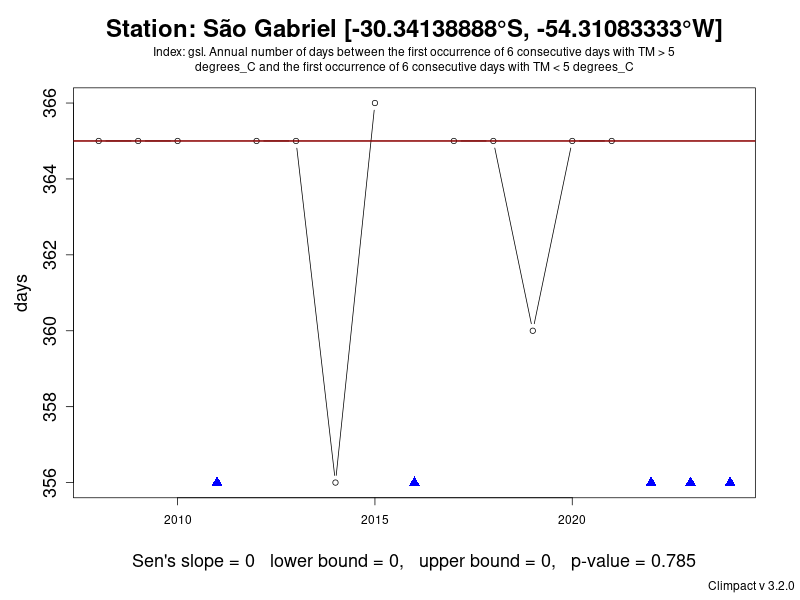 Station: São Gabriel [-30.34138888°S, -54.31083333°W]
Index: gsl. Annual number of days between the first occurrence of 6 consecutive days with TM > 5
degrees_C and the first occurrence of 6 consecutive days with TM < 5 degrees_C
366
364
362
360
358
356
days
2010
2015
2020
Sen's slope = 0 lower bound = 0, upper bound = 0, p-value = 0.785
Climpact v 3.2.0